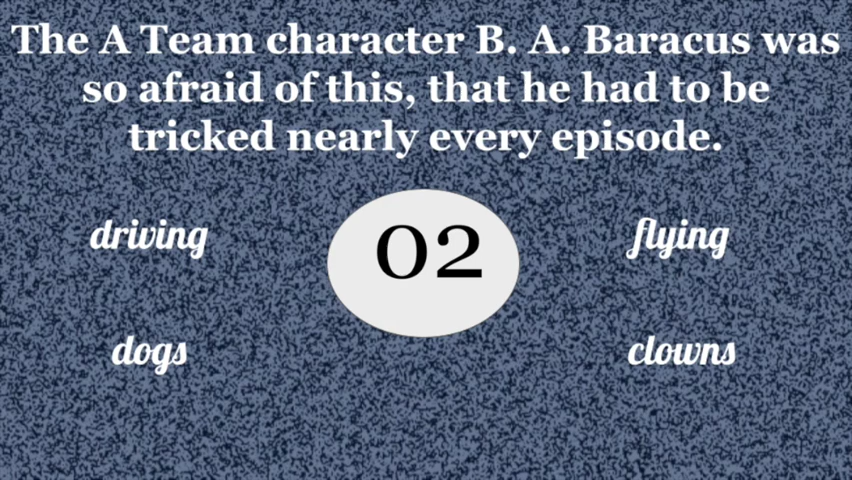 The A Team character B. A. Baracus was
so afraid of this, that he had to be
tricked nearly every episode.
driving
flying
02
dogs
clowns